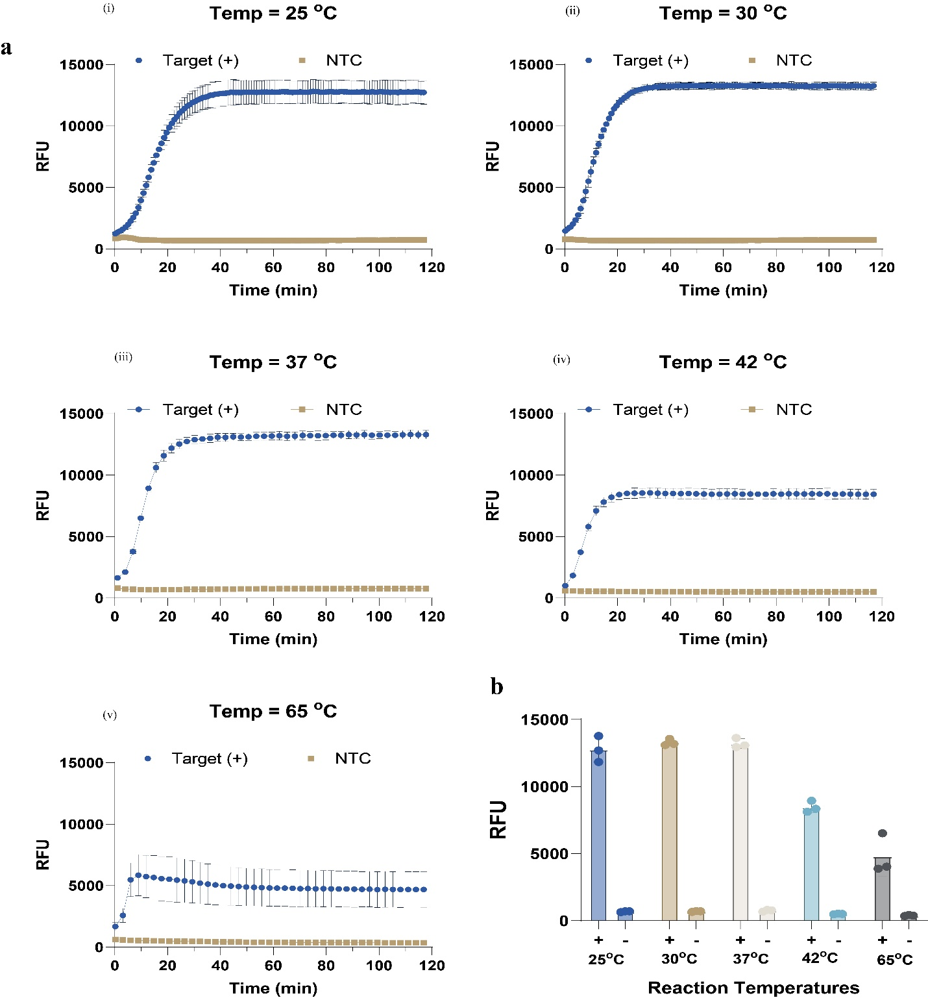 (i)
Temp = 25 °C
(ii)
Temp = 30 °C
a
Target (+) NTC
15000
10000
5000
0
RFU
0 20 40 60 80 100 120
Time (min)
Target (+) NTC
15000
10000
5000
0
RFU
0 20 40 60 80 100 120
Time (min)
(iii)
Temp = 37 °C
Target (+) NTC
15000
10000
5000
0
RFU
0 20 40 60 80 100 120
Time (min)
(iv)
Temp = 42 °C
Target (+) NTC
15000
10000
5000
0
RFU
0 20 40 60 80 100 120
Time (min)
(v)
Temp = 65 °C
Target (+) NTC
15000
10000
5000
0
RFU
0 20 40 60 80 100 120
Time (min)
b
15000
10000
5000
0
RFU
+ - + - + - + - + -
25°C 30°C 37°C 42°C 65°C
Reaction Temperatures